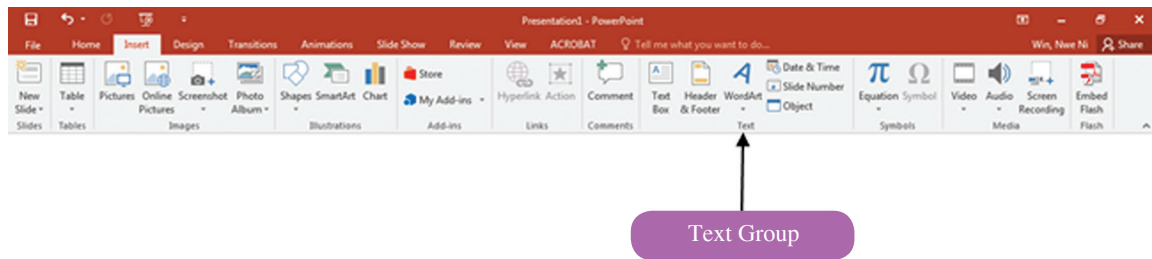 Presentation1 - PowerPoint
File Home Insert Design Transitions Animations Slide Show Review View ACROBAT Tell me what you want to do... Win, Nwe Ni Share
New Slide Table Pictures Online Pictures Screenshot Photo Album Shapes SmartArt Chart Store My Add-ins Hyperlink Action Comment Text Box Header & Footer WordArt Date & Time Slide Number Object Equation Symbol Video Audio Screen Recording Embed Flash
Slides Tables Images Illustrations Add-ins Links Comments Text Symbols Media Flash
Text Group